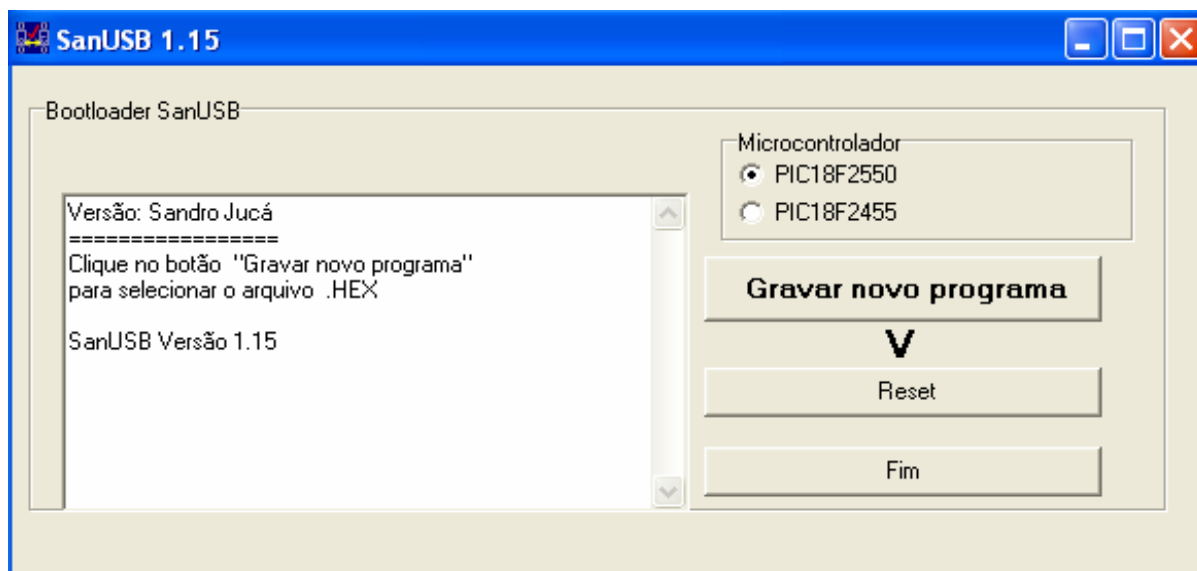 SanUSB 1.15
Bootloader SanUSB
Versão: Sandro Jucá
=================
Clique no botão  "Gravar novo programa"
para selecionar o arquivo  .HEX
SanUSB Versão 1.15
Microcontrolador
PIC18F2550
PIC18F2455
Gravar novo programa
V
Reset
Fim